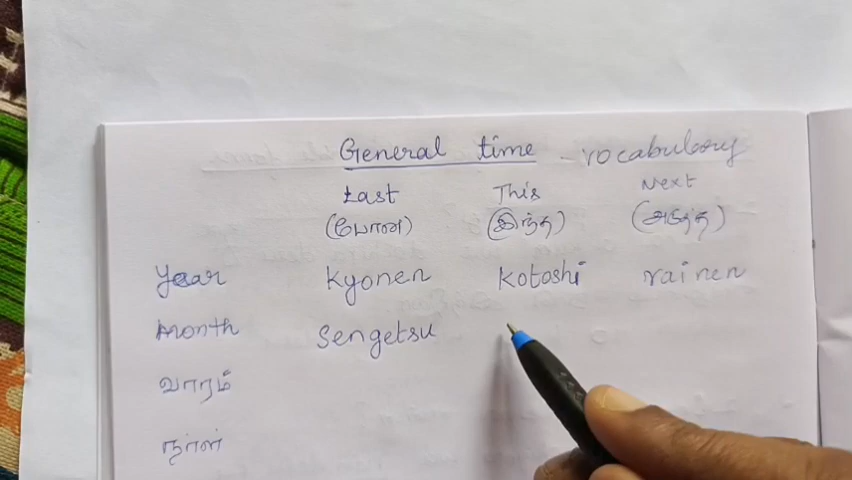 General time - vocabulary
Last This Next
(போன) (இந்த) (அடுத்த)
Year Kyonen Kotoshi rainen
Month Sengetsu
வாரம்
நாள்